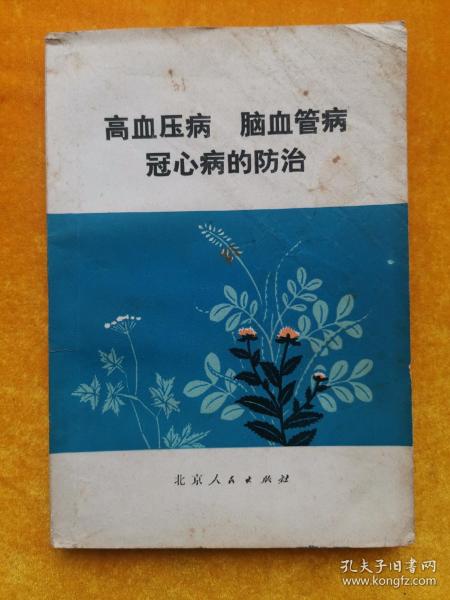 高血压病 脑血管病
冠心病的防治
北京人民出版社
孔夫子旧书网
www.kongfz.com